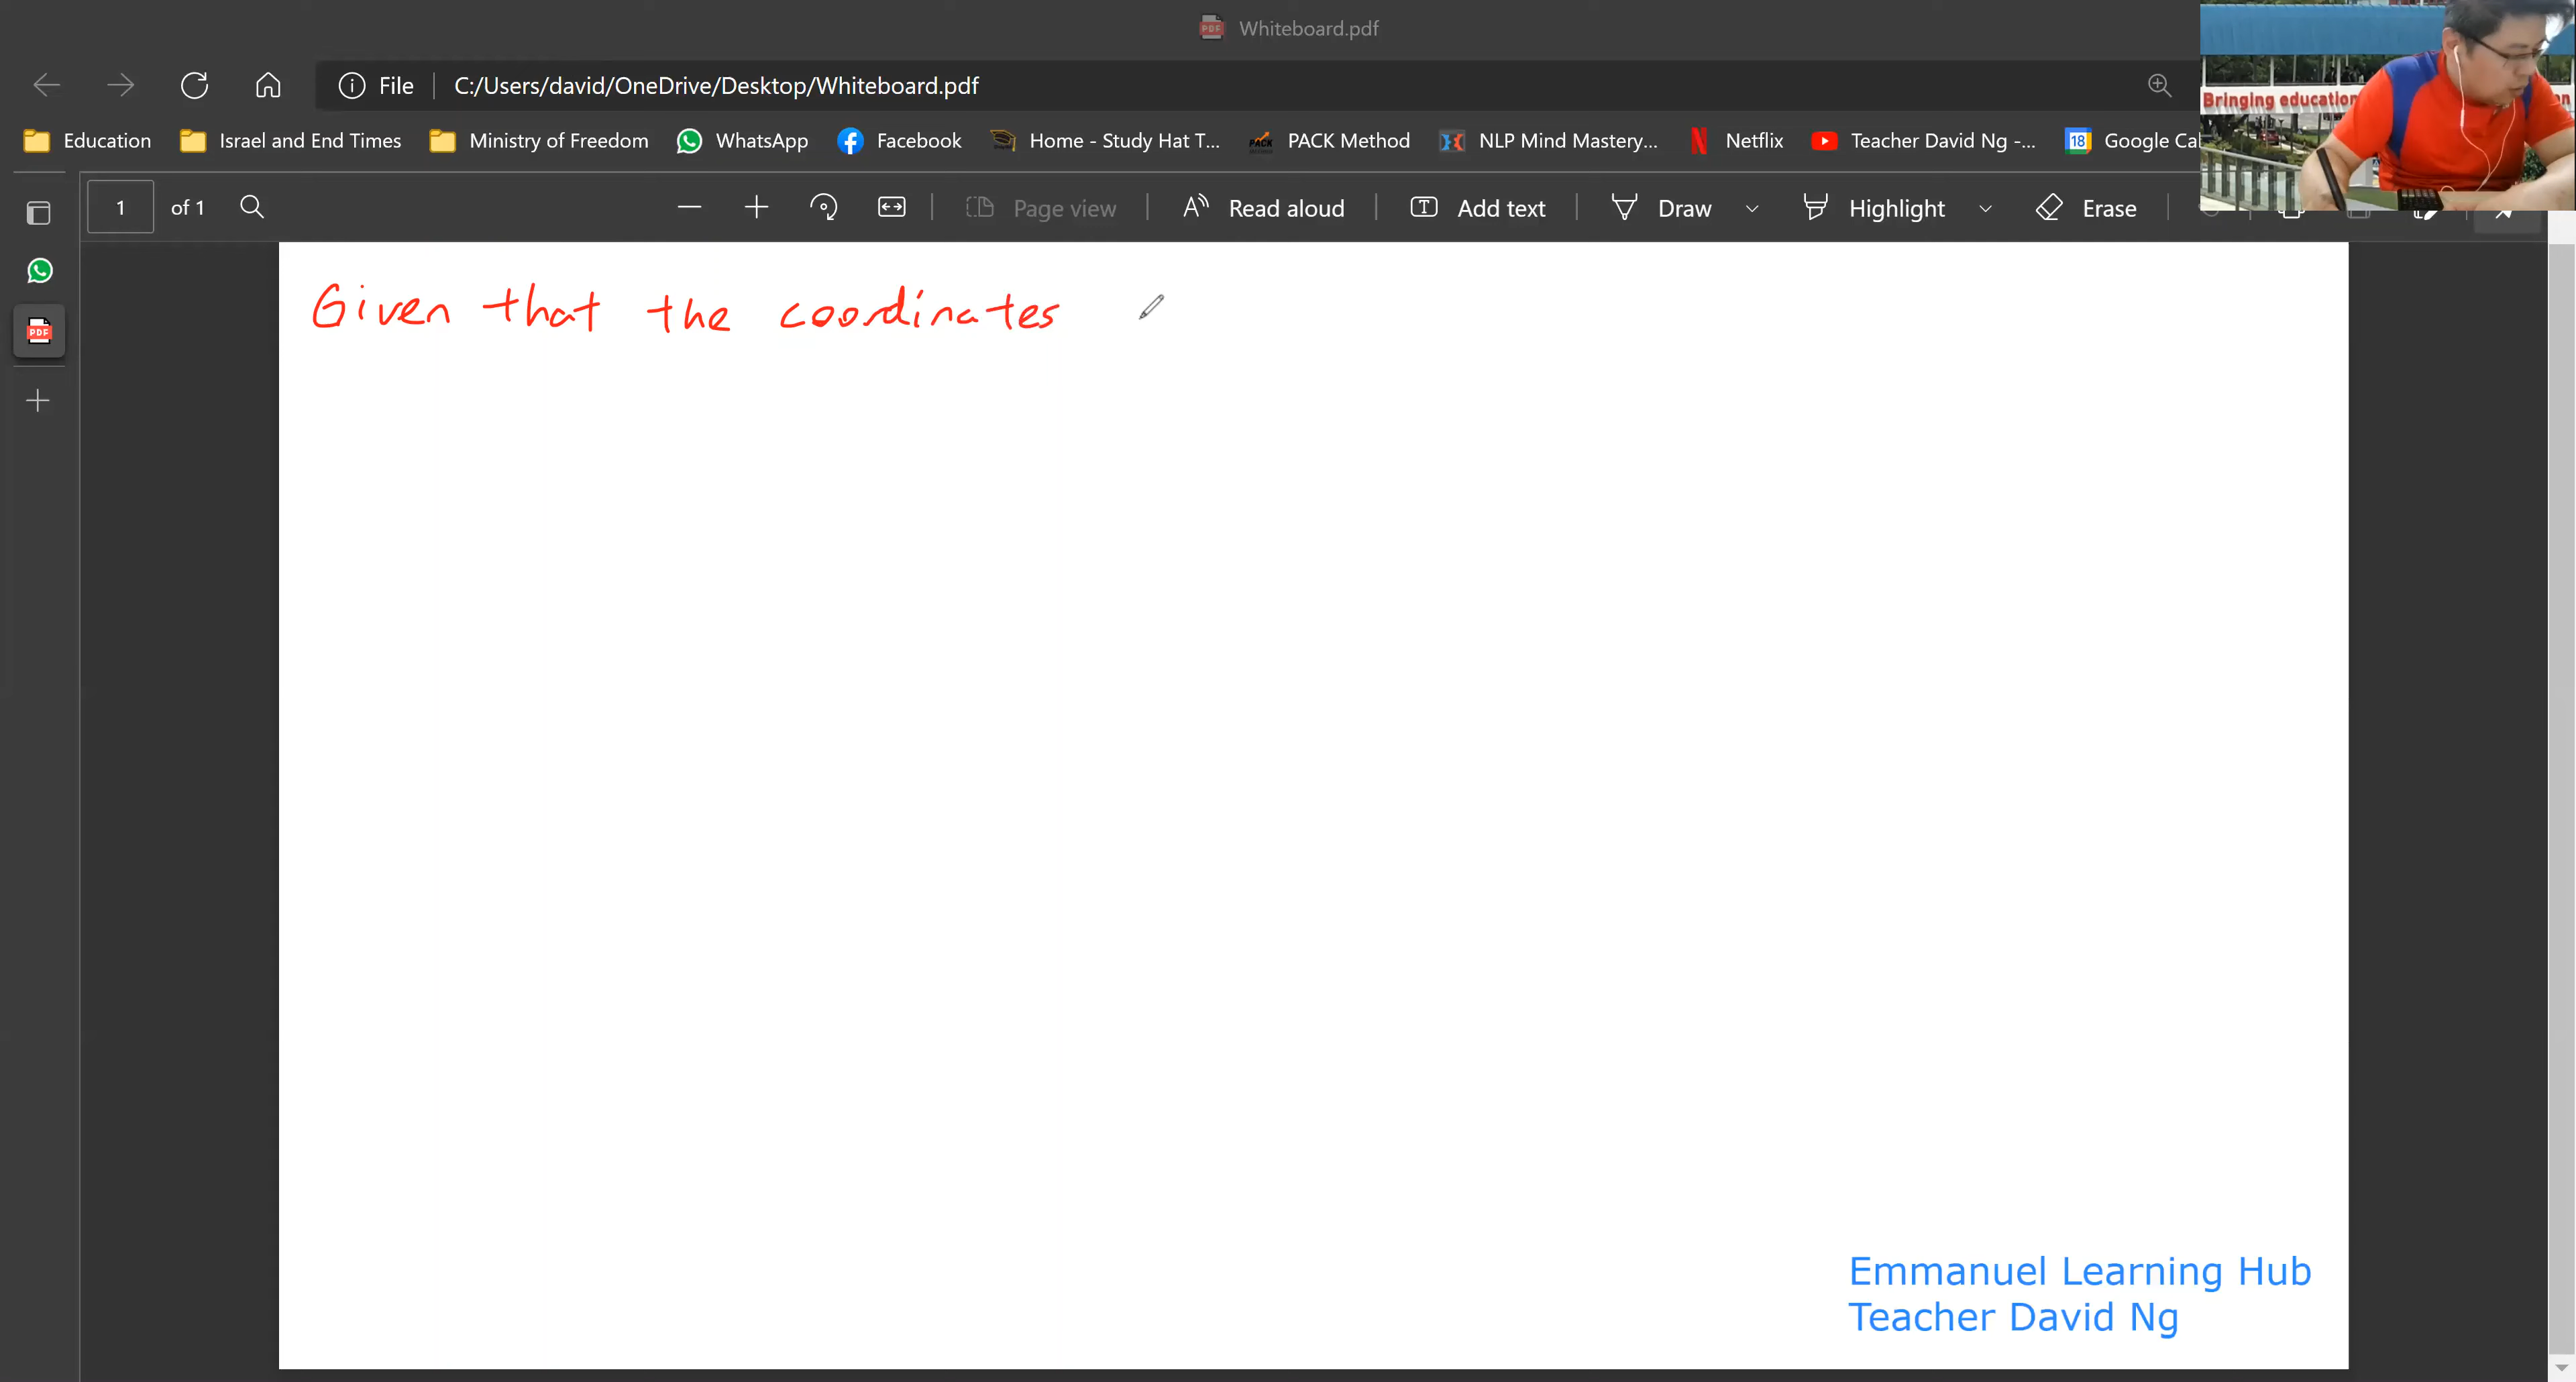 Whiteboard.pdf
File C:/Users/david/OneDrive/Desktop/Whiteboard.pdf
Bringing education
Education Israel and End Times Ministry of Freedom WhatsApp Facebook Home - Study Hat T... PACK Method NLP Mind Mastery... Netflix Teacher David Ng -... 18 Google Cal
1 of 1 Page view Read aloud Add text Draw Highlight Erase
Given that the coordinates
Emmanuel Learning Hub
Teacher David Ng